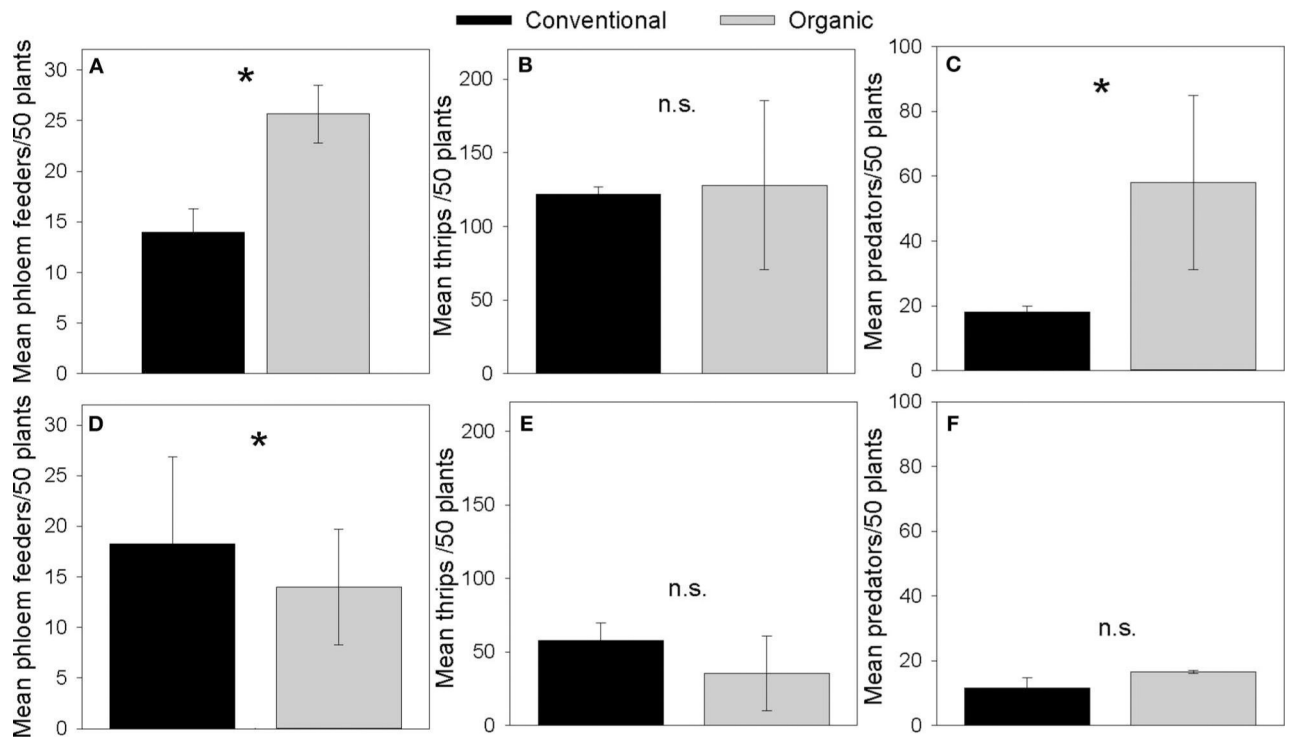 Conventional Organic
A
*
Mean phloem feeders/50 plants
30
25
20
15
10
5
0
B
n.s.
Mean thrips /50 plants
200
150
100
50
0
C
*
Mean predators/50 plants
100
80
60
40
20
0
D
*
Mean phloem feeders/50 plants
30
25
20
15
10
5
0
E
n.s.
Mean thrips /50 plants
200
150
100
50
0
F
n.s.
Mean predators/50 plants
100
80
60
40
20
0